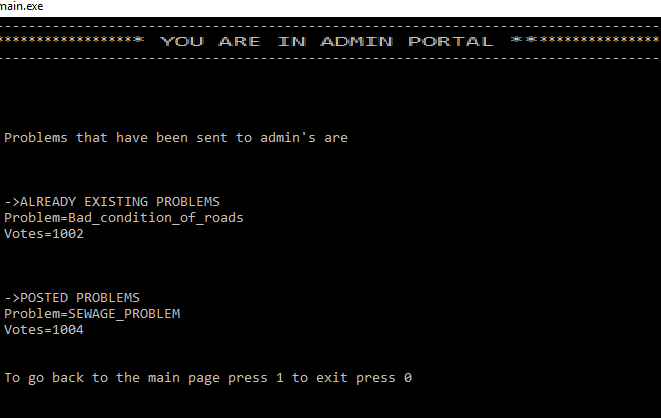 main.exe
--------------------------------------------------------------------------------
****************** YOU ARE IN ADMIN PORTAL *******************
--------------------------------------------------------------------------------
Problems that have been sent to admin's are
->ALREADY EXISTING PROBLEMS
Problem=Bad_condition_of_roads
Votes=1002
->POSTED PROBLEMS
Problem=SEWAGE_PROBLEM
Votes=1004
To go back to the main page press 1 to exit press 0